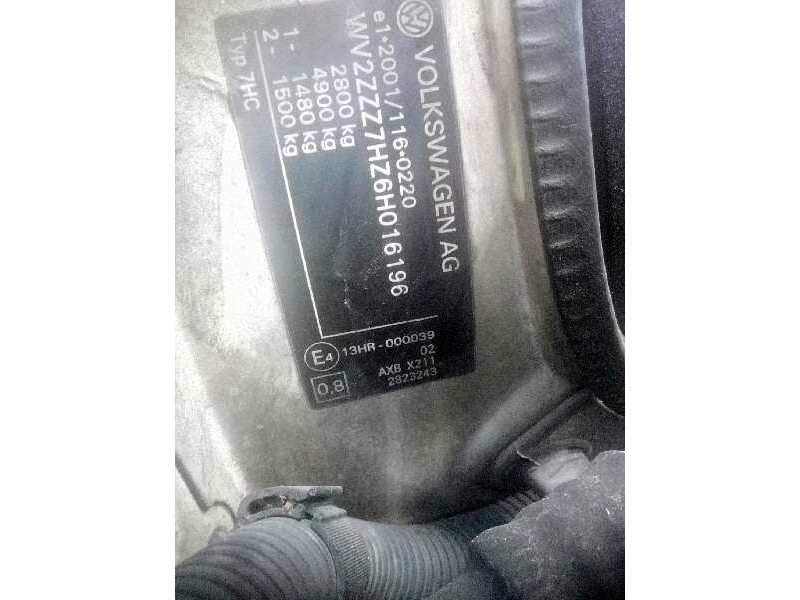 VOLKSWAGEN AG
e1*2001/116*0220
WV2ZZZ7HZ6H016196
2800 kg
4900 kg
1- 1480 kg
2- 1500 kg
Typ 7HC
E4 13HR-000039
02
0.8
AXB X211
2823243